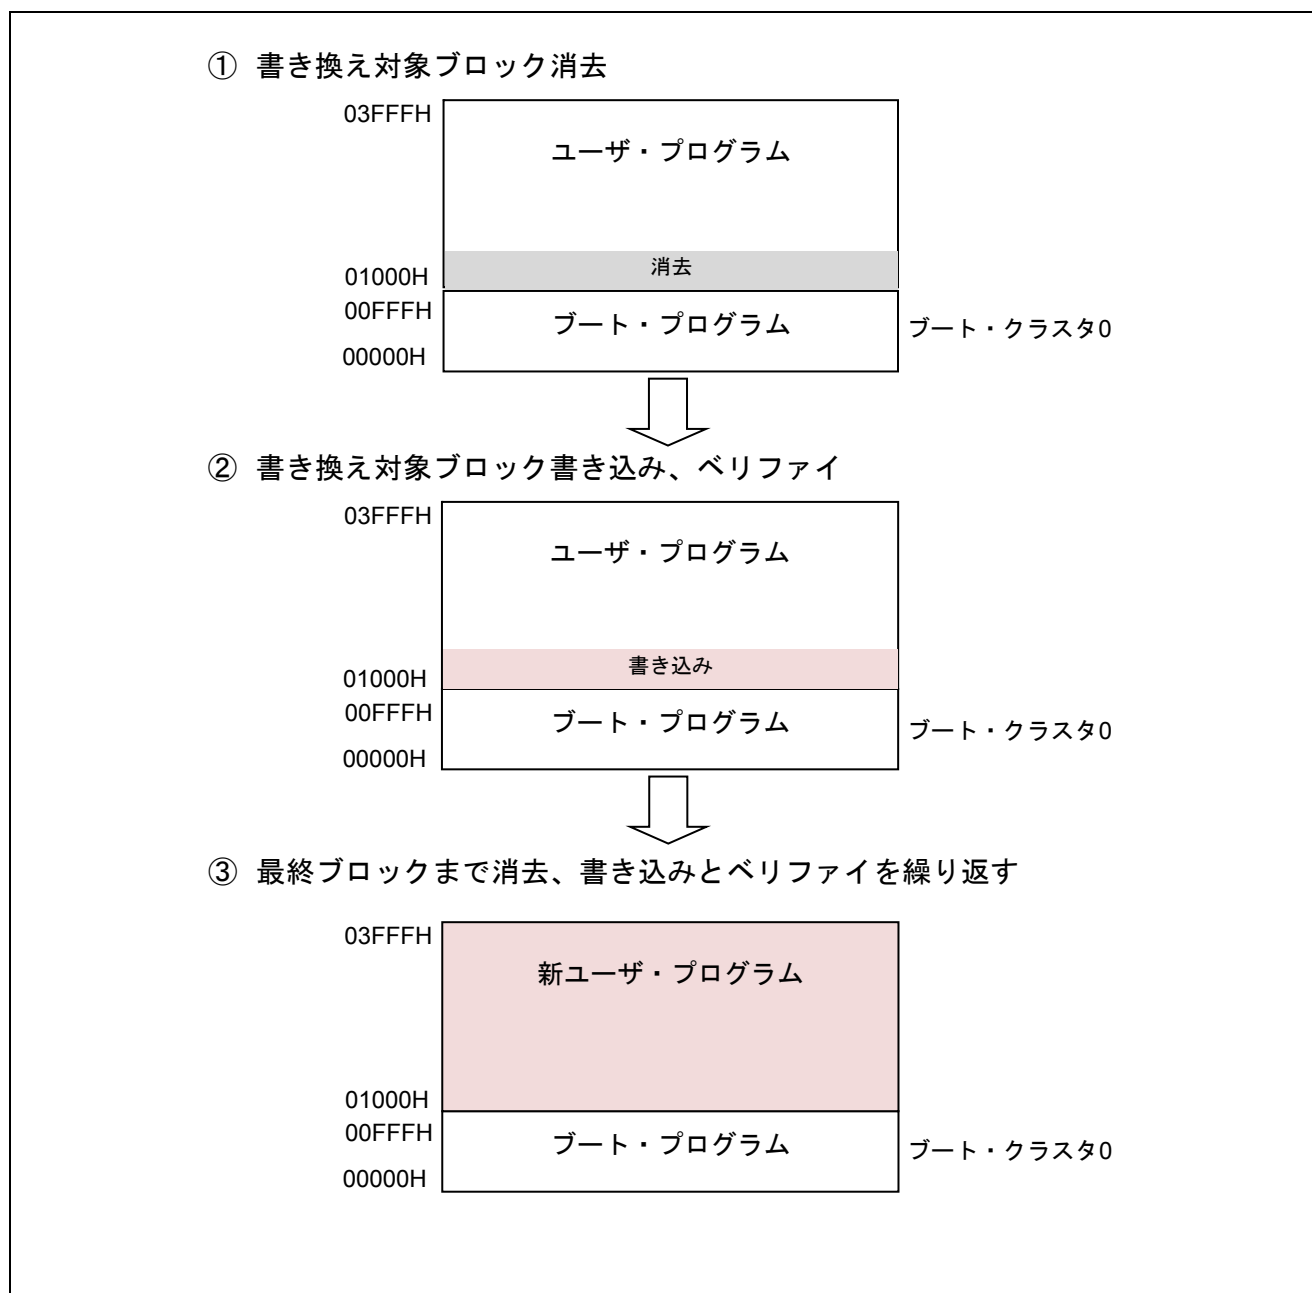 ① 書き換え対象ブロック消去
03FFFH
ユーザ・プログラム
消去
01000H
00FFFH
ブート・プログラム
ブート・クラスタ0
00000H
② 書き換え対象ブロック書き込み、ベリファイ
03FFFH
ユーザ・プログラム
書き込み
01000H
00FFFH
ブート・プログラム
ブート・クラスタ0
00000H
③ 最終ブロックまで消去、書き込みとベリファイを繰り返す
03FFFH
新ユーザ・プログラム
01000H
00FFFH
ブート・プログラム
ブート・クラスタ0
00000H